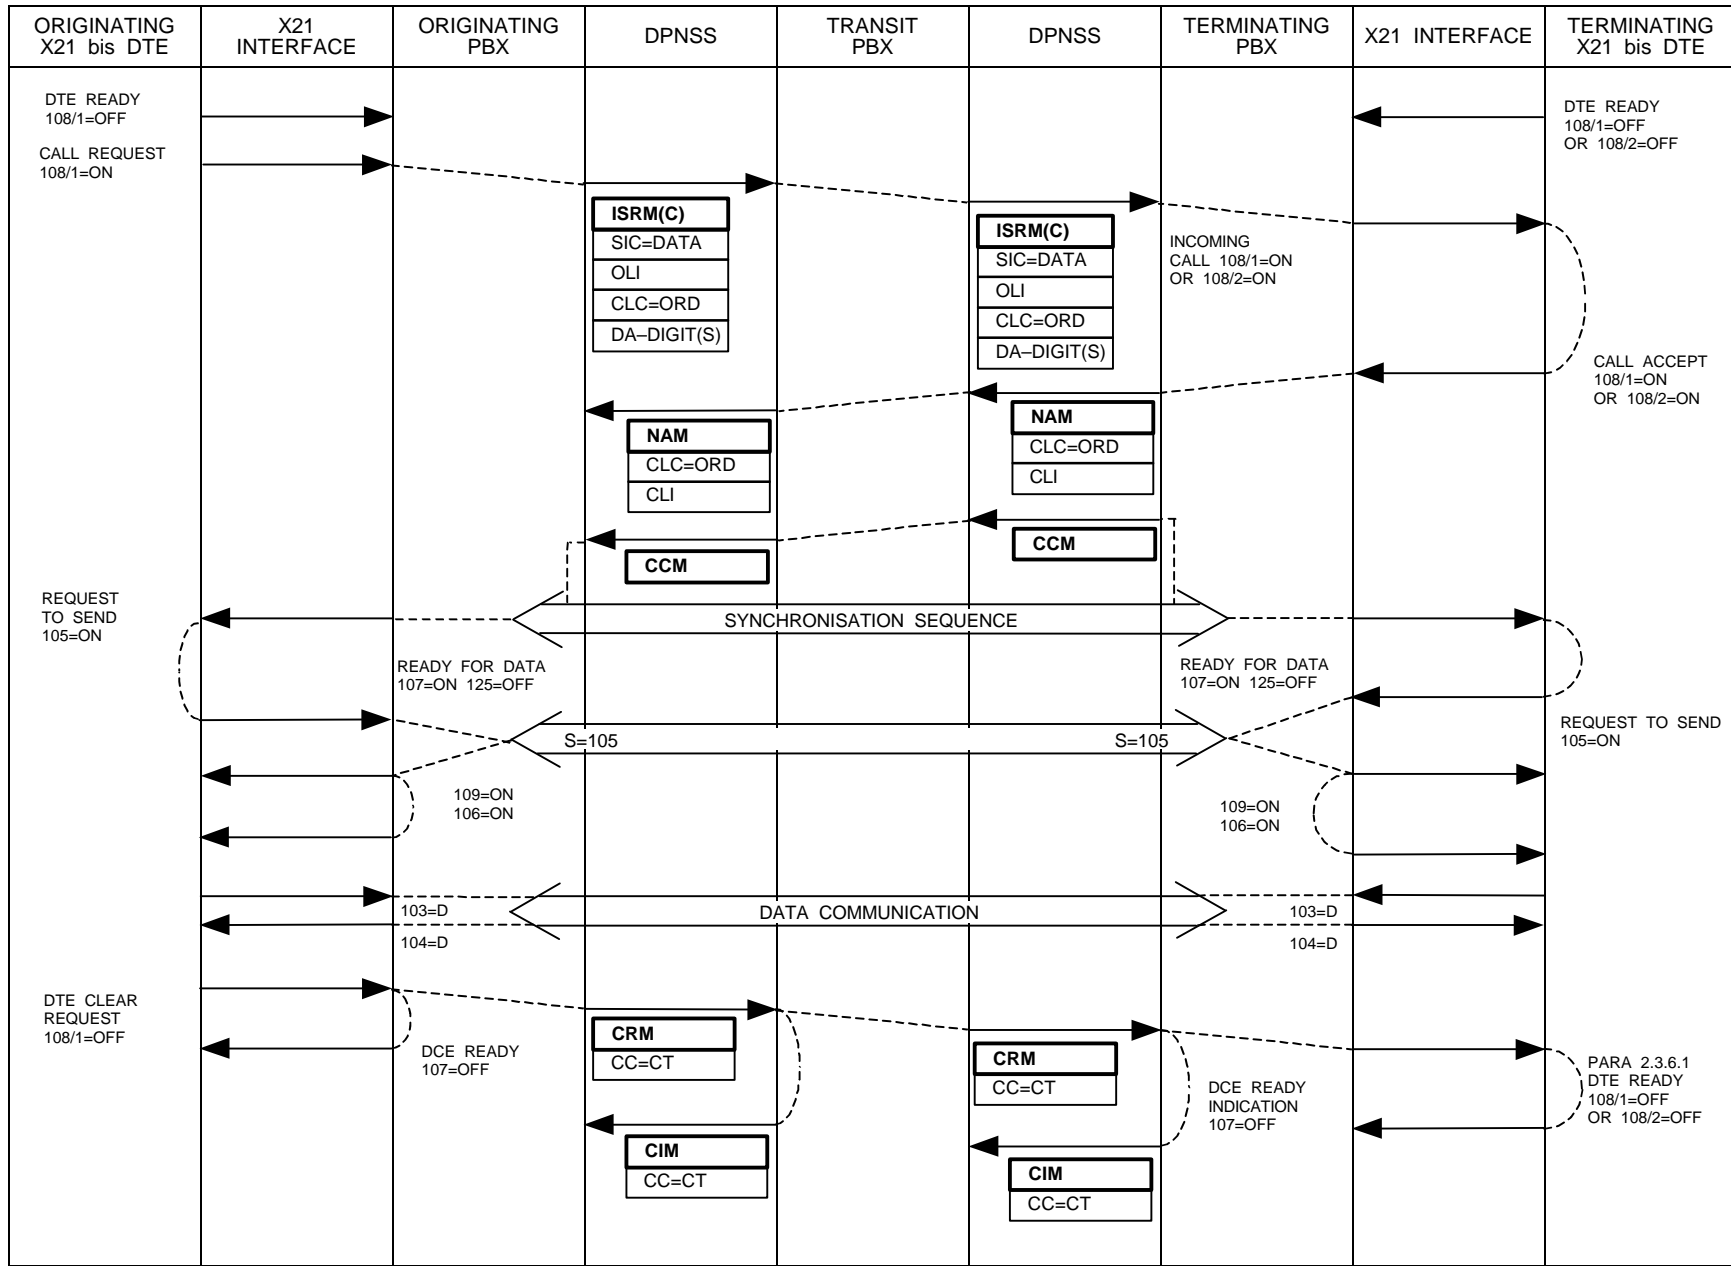 ORIGINATING
X21 bis DTE
X21
INTERFACE
ORIGINATING
PBX
DPNSS
TRANSIT
PBX
DPNSS
TERMINATING
PBX
X21 INTERFACE
TERMINATING
X21 bis DTE
DTE READY
108/1=OFF
DTE READY
108/1=OFF
OR 108/2=OFF
CALL REQUEST
108/1=ON
ISRM(C)
SIC=DATA
OLI
CLC=ORD
DA–DIGIT(S)
ISRM(C)
SIC=DATA
OLI
CLC=ORD
DA–DIGIT(S)
INCOMING
CALL 108/1=ON
OR 108/2=ON
CALL ACCEPT
108/1=ON
OR 108/2=ON
NAM
CLC=ORD
CLI
NAM
CLC=ORD
CLI
CCM
CCM
REQUEST
TO SEND
105=ON
SYNCHRONISATION SEQUENCE
READY FOR DATA
107=ON 125=OFF
READY FOR DATA
107=ON 125=OFF
REQUEST TO SEND
105=ON
S=105
S=105
109=ON
106=ON
109=ON
106=ON
103=D
DATA COMMUNICATION
103=D
104=D
104=D
DTE CLEAR
REQUEST
108/1=OFF
DCE READY
107=OFF
CRM
CC=CT
CRM
CC=CT
DCE READY
INDICATION
107=OFF
PARA 2.3.6.1
DTE READY
108/1=OFF
OR 108/2=OFF
CIM
CC=CT
CIM
CC=CT